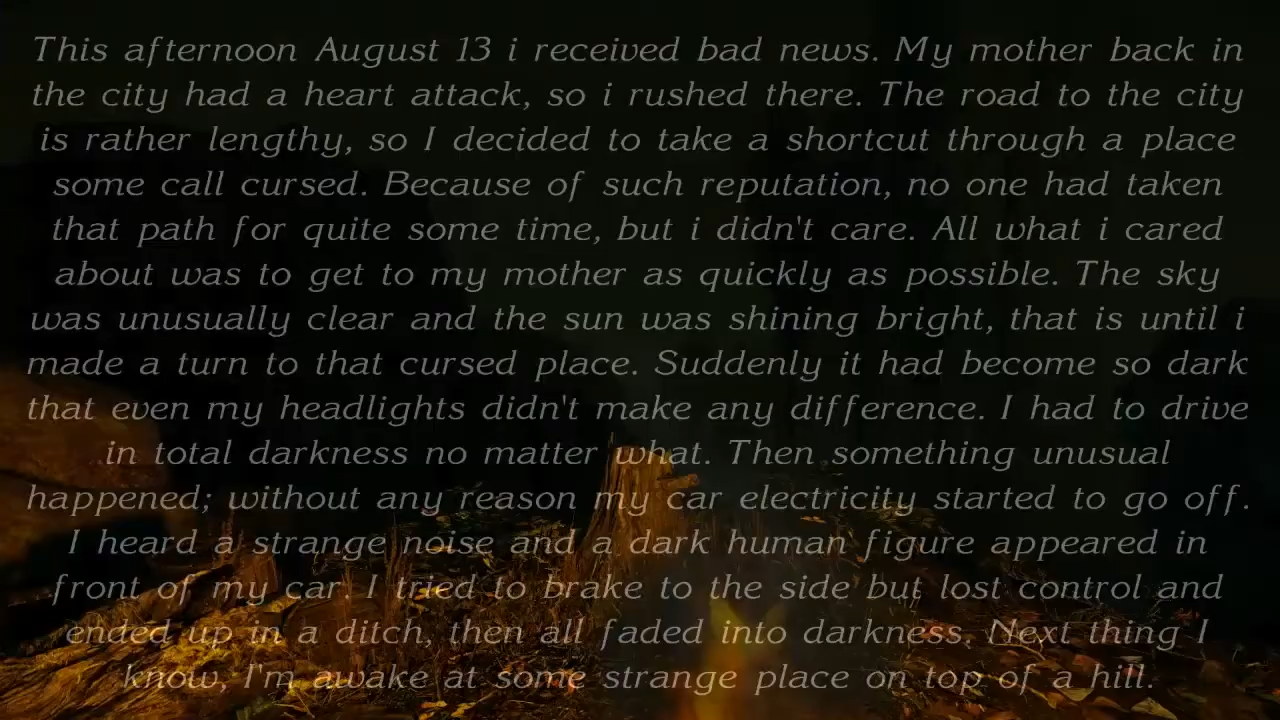 This afternoon August 13 i received bad news. My mother back in
the city had a heart attack, so i rushed there. The road to the city
is rather lengthy, so I decided to take a shortcut through a place
some call cursed. Because of such reputation, no one had taken
that path for quite some time, but i didn't care. All what i cared
about was to get to my mother as quickly as possible. The sky
was unusually clear and the sun was shining bright, that is until i
made a turn to that cursed place. Suddenly it had become so dark
that even my headlights didn't make any difference. I had to drive
in total darkness no matter what. Then something unusual
happened; without any reason my car electricity started to go off.
I heard a strange noise and a dark human figure appeared in
front of my car. I tried to brake to the side but lost control and
ended up in a ditch, then all faded into darkness. Next thing I
know, I'm awake at some strange place on top of a hill.